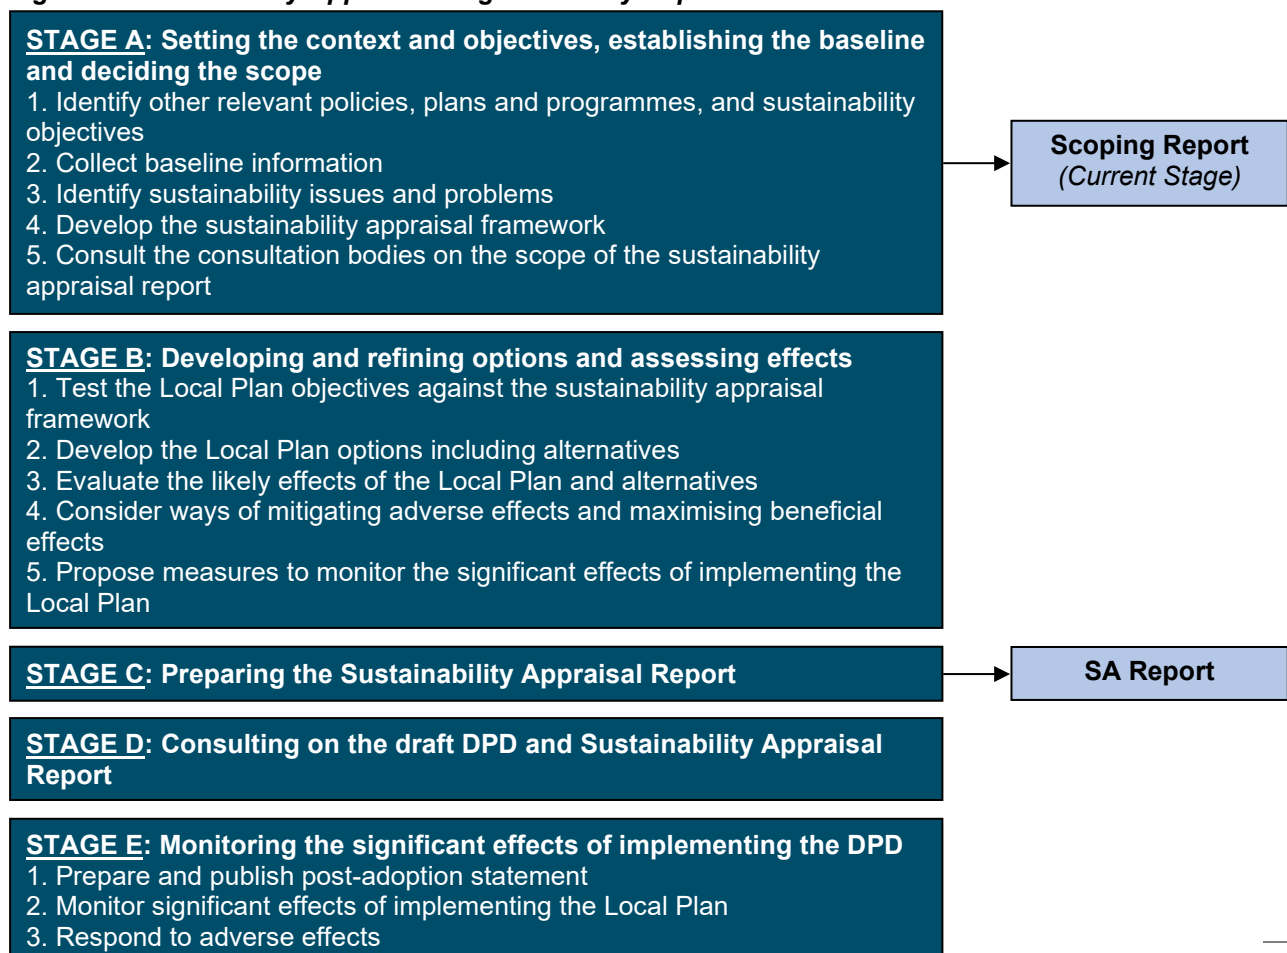 STAGE A: Setting the context and objectives, establishing the baseline
and deciding the scope
1. Identify other relevant policies, plans and programmes, and sustainability
objectives
2. Collect baseline information
3. Identify sustainability issues and problems
4. Develop the sustainability appraisal framework
5. Consult the consultation bodies on the scope of the sustainability
appraisal report
Scoping Report
(Current Stage)
STAGE B: Developing and refining options and assessing effects
1. Test the Local Plan objectives against the sustainability appraisal
framework
2. Develop the Local Plan options including alternatives
3. Evaluate the likely effects of the Local Plan and alternatives
4. Consider ways of mitigating adverse effects and maximising beneficial
effects
5. Propose measures to monitor the significant effects of implementing the
Local Plan
STAGE C: Preparing the Sustainability Appraisal Report
SA Report
STAGE D: Consulting on the draft DPD and Sustainability Appraisal
Report
STAGE E: Monitoring the significant effects of implementing the DPD
1. Prepare and publish post-adoption statement
2. Monitor significant effects of implementing the Local Plan
3. Respond to adverse effects